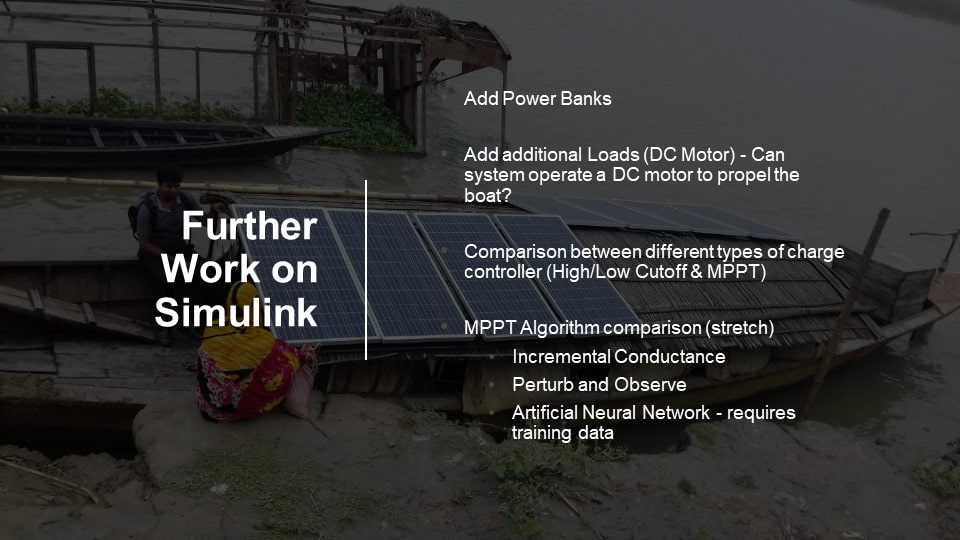 Further
Work on
Simulink
Add Power Banks
Add additional Loads (DC Motor) - Can
system operate a DC motor to propel the
boat?
Comparison between different types of charge
controller (High/Low Cutoff & MPPT)
MPPT Algorithm comparison (stretch)
Incremental Conductance
Perturb and Observe
Artificial Neural Network - requires
training data